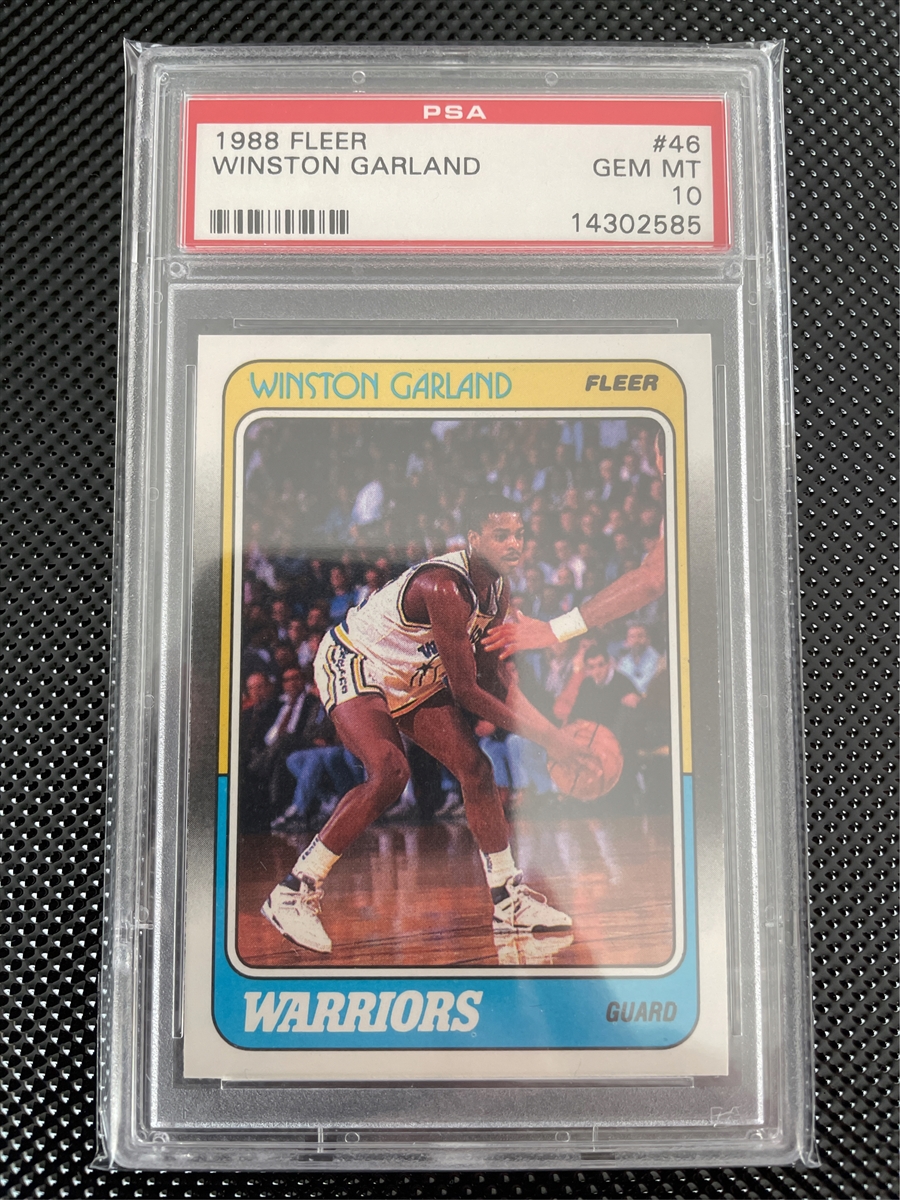 PSA
1988 FLEER #46
WINSTON GARLAND GEM MT
10
14302585
WINSTON GARLAND FLEER
WARRIORS GUARD